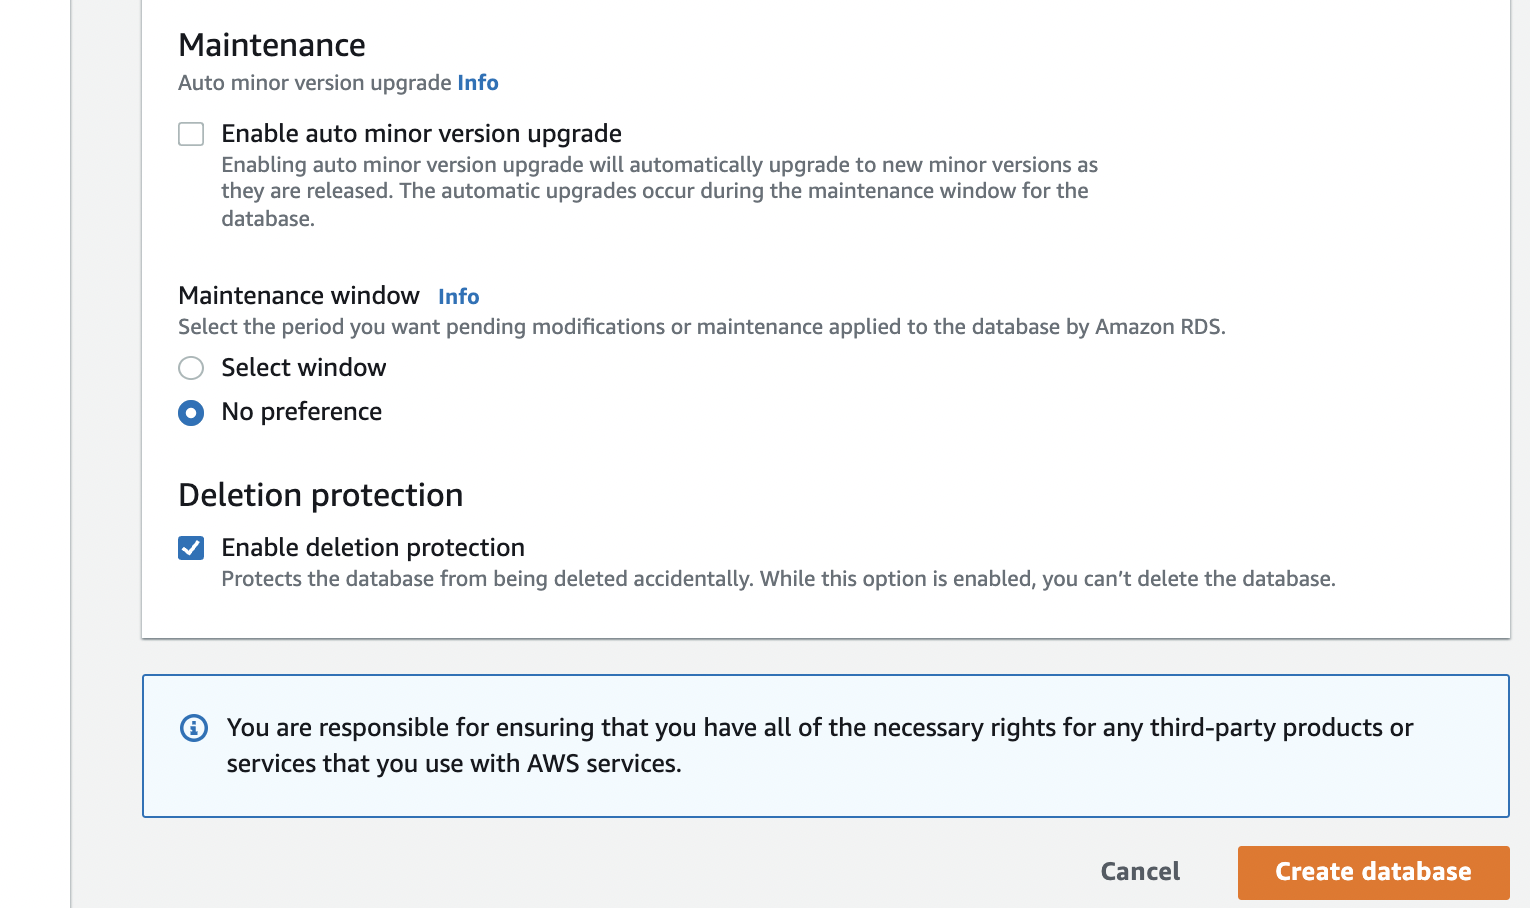 Maintenance
Auto minor version upgrade Info
Enable auto minor version upgrade
Enabling auto minor version upgrade will automatically upgrade to new minor versions as
they are released. The automatic upgrades occur during the maintenance window for the
database.
Maintenance window Info
Select the period you want pending modifications or maintenance applied to the database by Amazon RDS.
Select window
No preference
Deletion protection
Enable deletion protection
Protects the database from being deleted accidentally. While this option is enabled, you can’t delete the database.
You are responsible for ensuring that you have all of the necessary rights for any third-party products or
services that you use with AWS services.
Cancel Create database